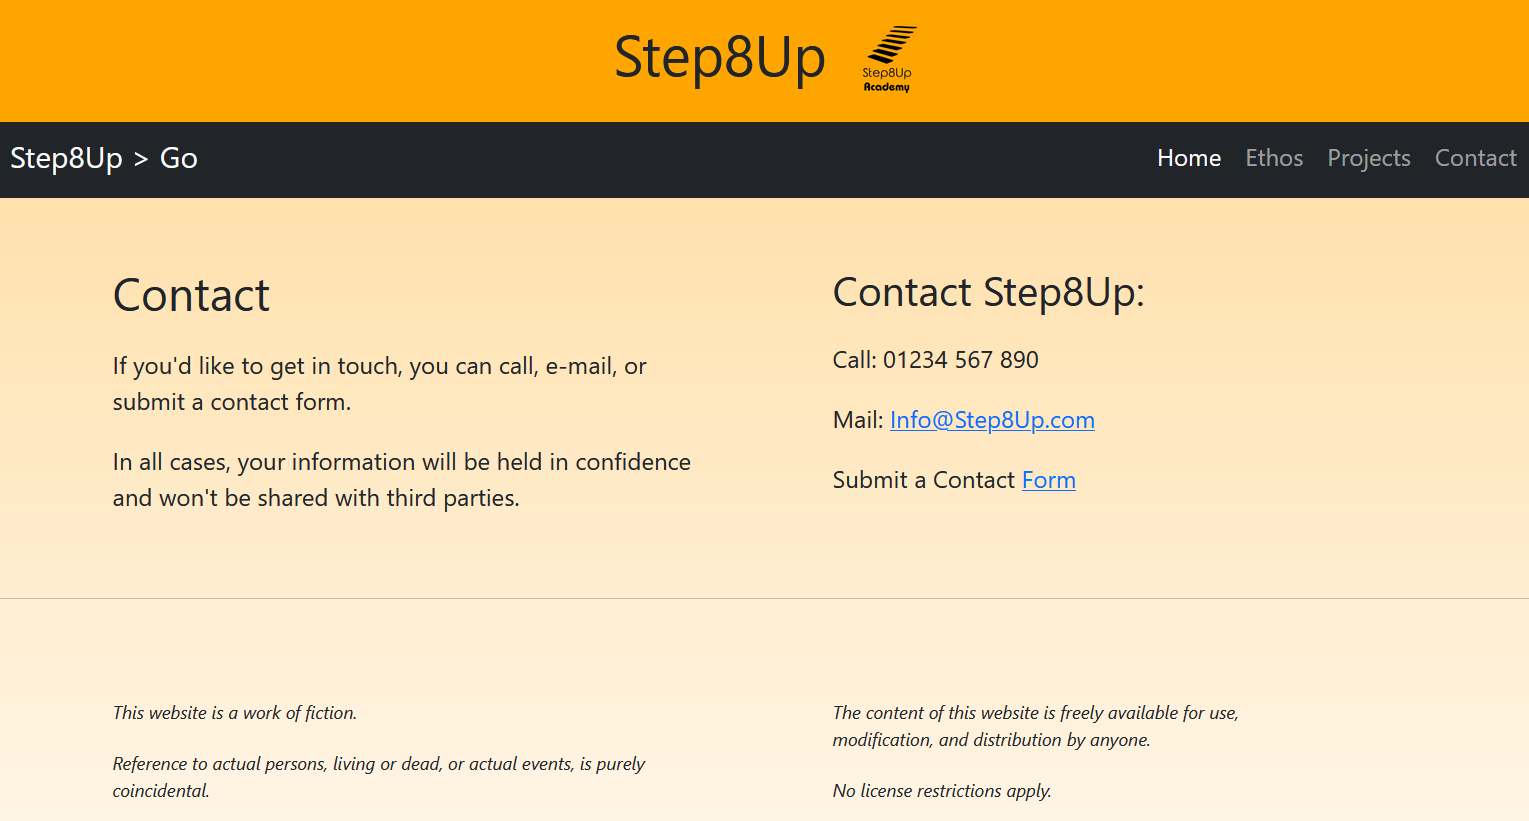 Step8Up
Step8Up
Academy
Step8Up > Go
Home Ethos Projects Contact
Contact
If you'd like to get in touch, you can call, e-mail, or
submit a contact form.
In all cases, your information will be held in confidence
and won't be shared with third parties.
Contact Step8Up:
Call: 01234 567 890
Mail: Info@Step8Up.com
Submit a Contact Form
This website is a work of fiction.
Reference to actual persons, living or dead, or actual events, is purely
coincidental.
The content of this website is freely available for use,
modification, and distribution by anyone.
No license restrictions apply.